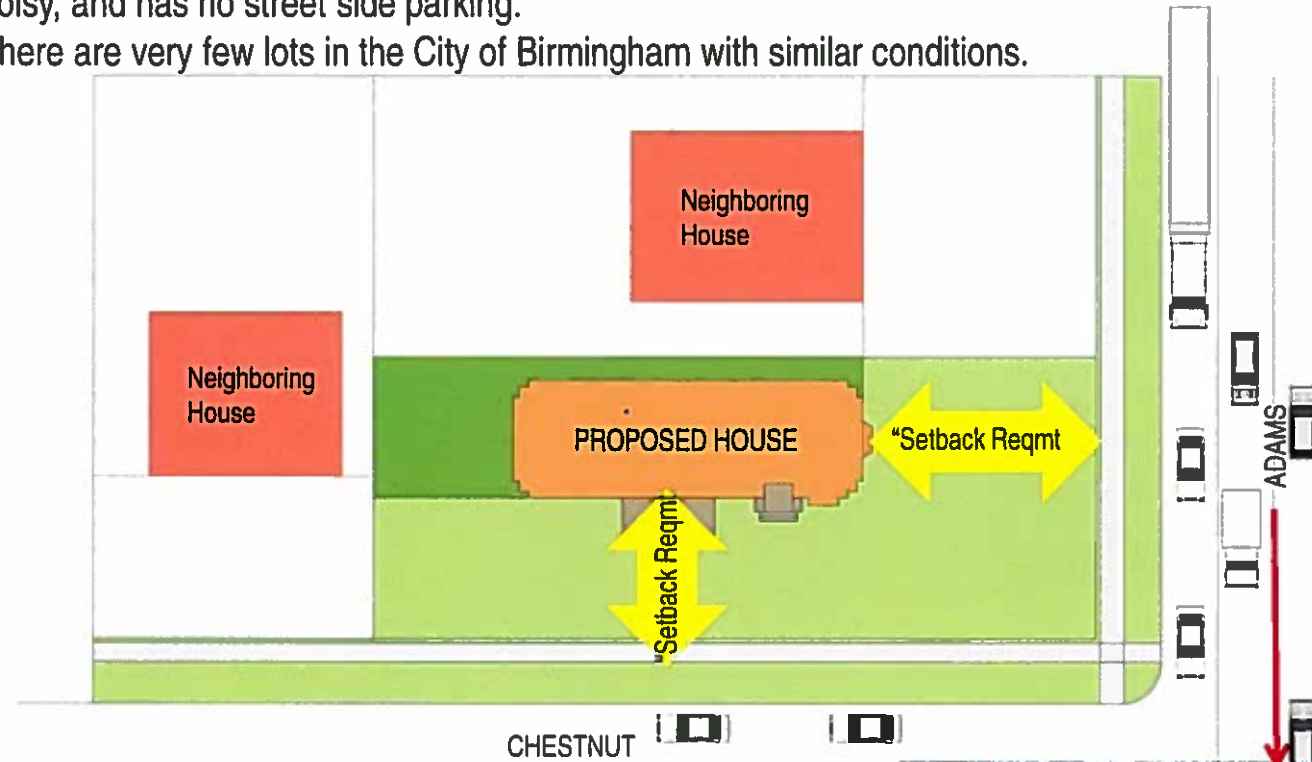 oisy, and has no street side parking.
here are very few lots in the City of Birmingham with similar conditions.
Neighboring
House
Neighboring
House
PROPOSED HOUSE
“Setback Reqmt
"Setback Reqmt
ADAMS
CHESTNUT